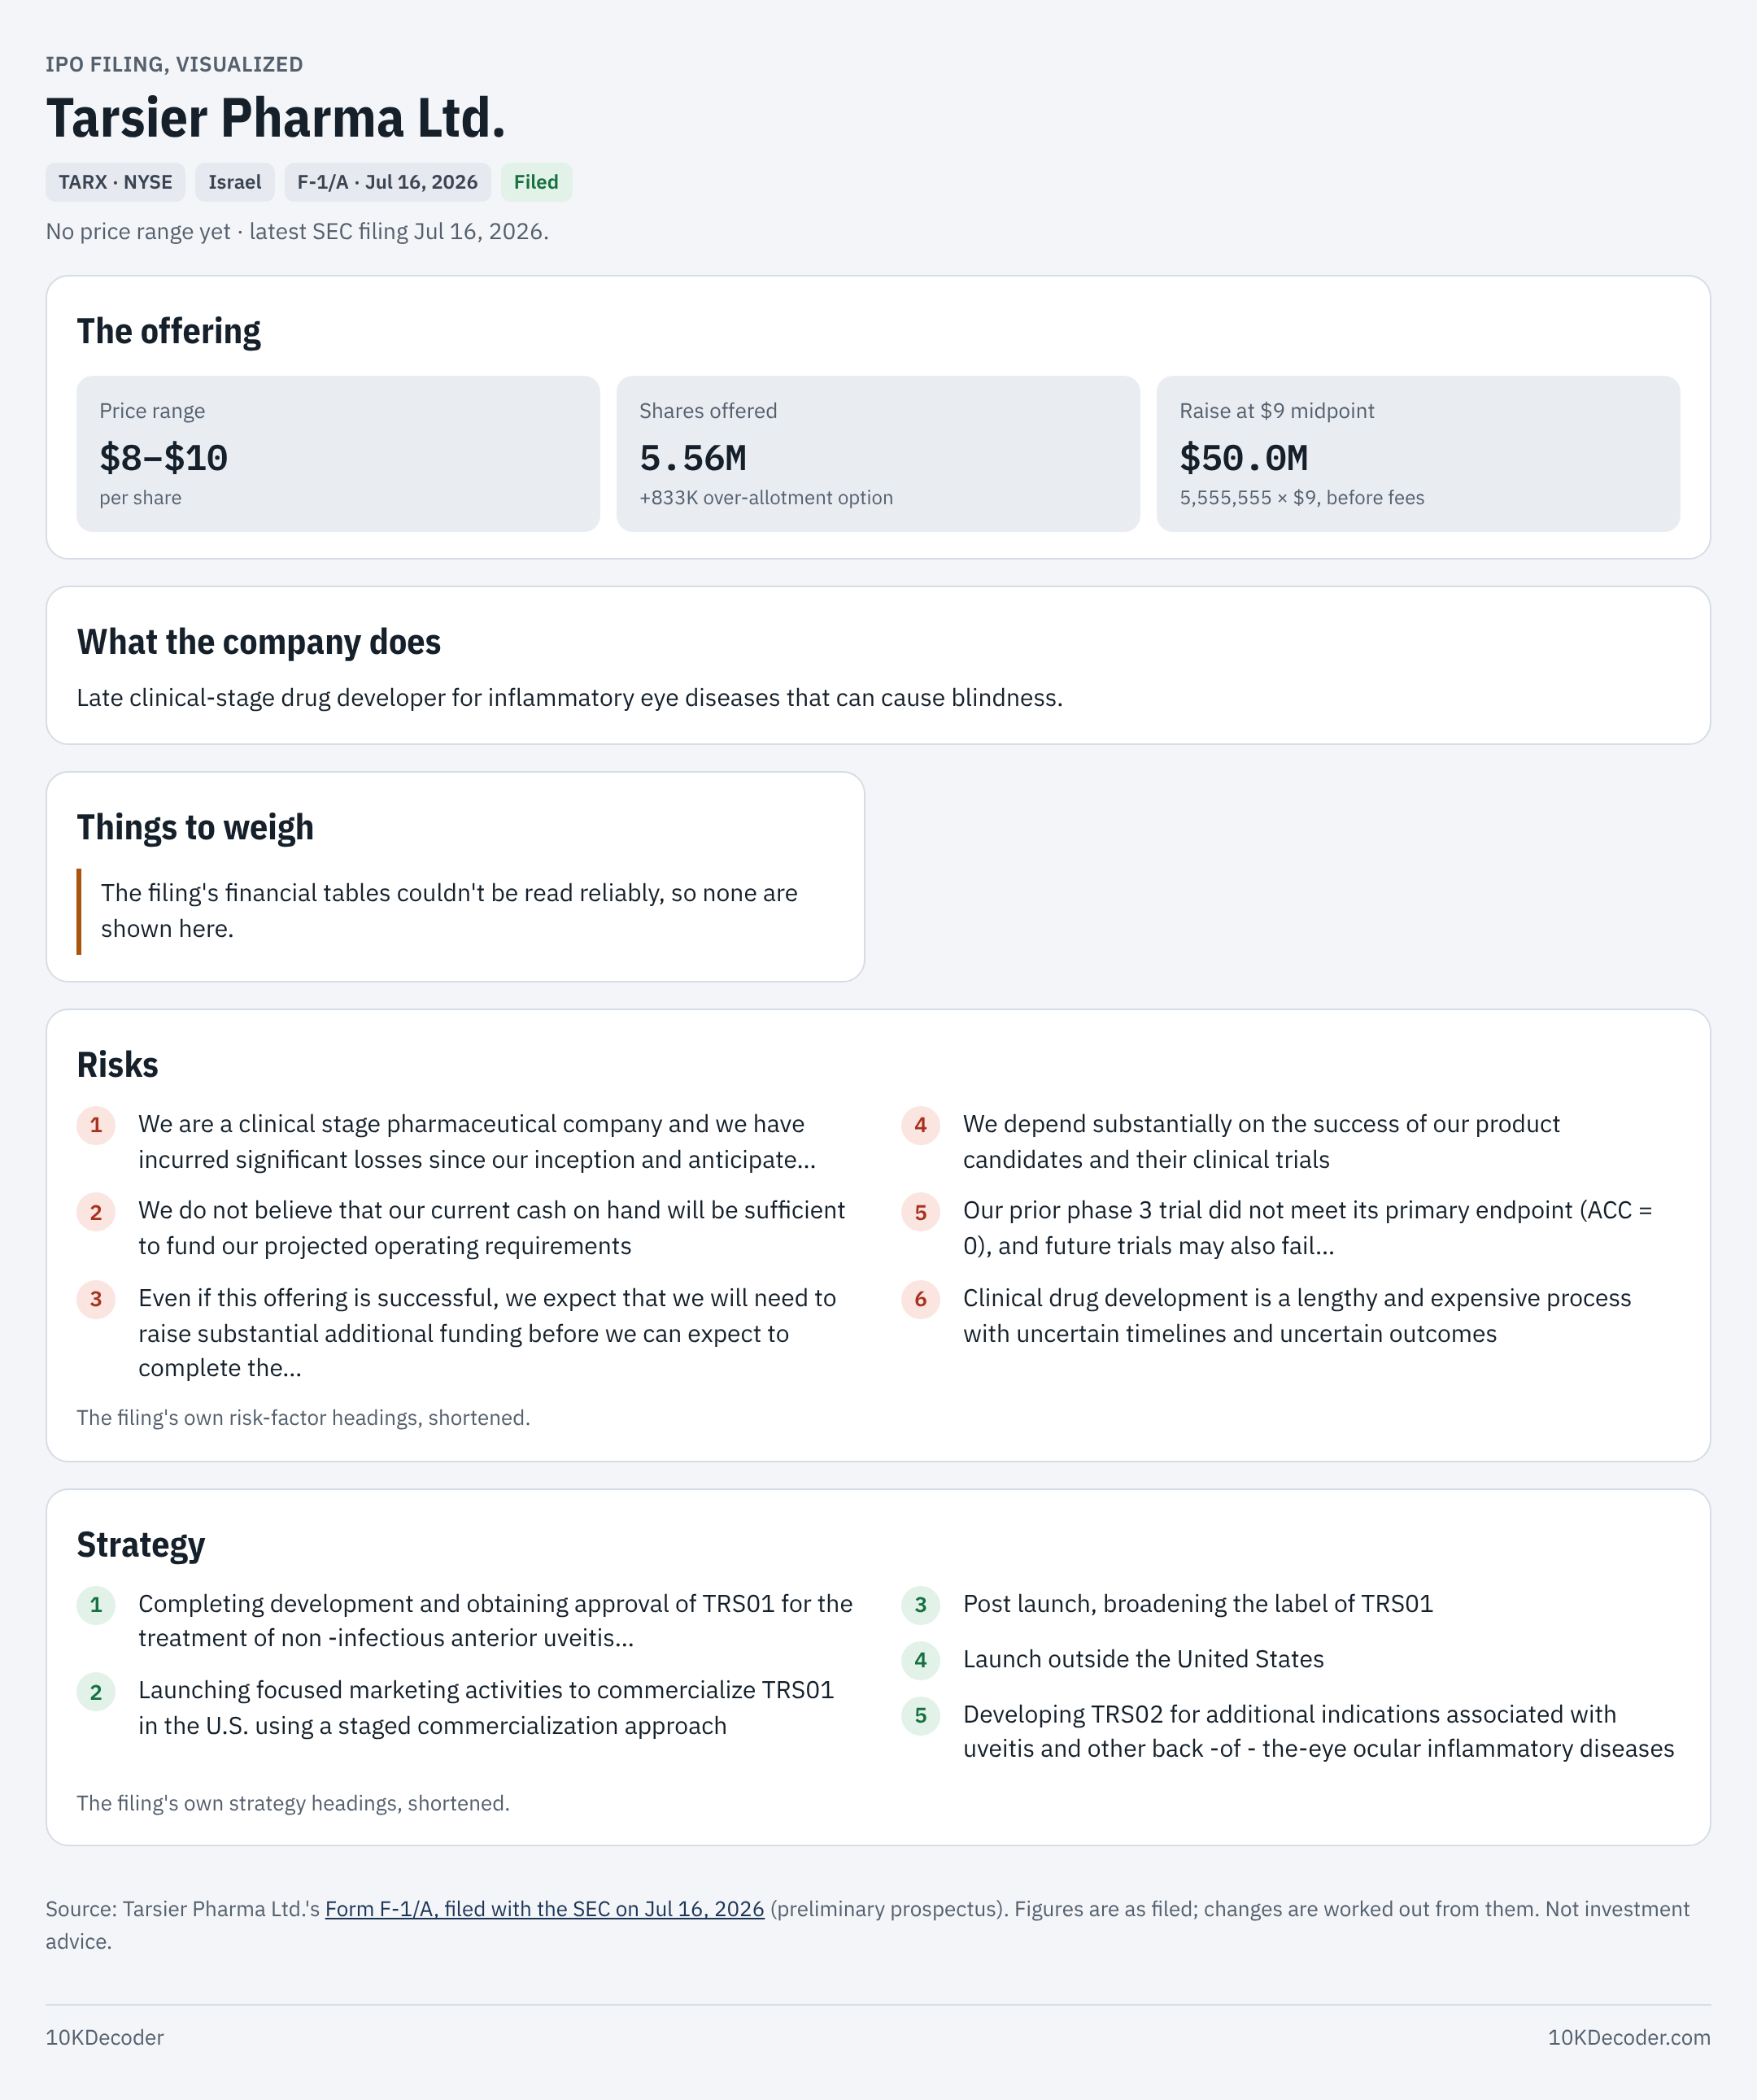 IPO FILING, VISUALIZED
Tarsier Pharma Ltd.
TARX · NYSE
Israel
F-1/A · Jul 16, 2026
Filed
No price range yet · latest SEC filing Jul 16, 2026.
The offering
Price range
$8–$10
per share
Shares offered
5.56M
+833K over-allotment option
Raise at $9 midpoint
$50.0M
5,555,555 × $9, before fees
What the company does
Late clinical-stage drug developer for inflammatory eye diseases that can cause blindness.
Things to weigh
The filing's financial tables couldn't be read reliably, so none are
shown here.
Risks
1 We are a clinical stage pharmaceutical company and we have
incurred significant losses since our inception and anticipate…
2 We do not believe that our current cash on hand will be sufficient
to fund our projected operating requirements
3 Even if this offering is successful, we expect that we will need to
raise substantial additional funding before we can expect to
complete the…
4 We depend substantially on the success of our product
candidates and their clinical trials
5 Our prior phase 3 trial did not meet its primary endpoint (ACC =
0), and future trials may also fail…
6 Clinical drug development is a lengthy and expensive process
with uncertain timelines and uncertain outcomes
The filing's own risk-factor headings, shortened.
Strategy
1 Completing development and obtaining approval of TRS01 for the
treatment of non -infectious anterior uveitis…
2 Launching focused marketing activities to commercialize TRS01
in the U.S. using a staged commercialization approach
3 Post launch, broadening the label of TRS01
4 Launch outside the United States
5 Developing TRS02 for additional indications associated with
uveitis and other back -of - the-eye ocular inflammatory diseases
The filing's own strategy headings, shortened.
Source: Tarsier Pharma Ltd.'s Form F-1/A, filed with the SEC on Jul 16, 2026 (preliminary prospectus). Figures are as filed; changes are worked out from them. Not investment
advice.
10KDecoder
10KDecoder.com